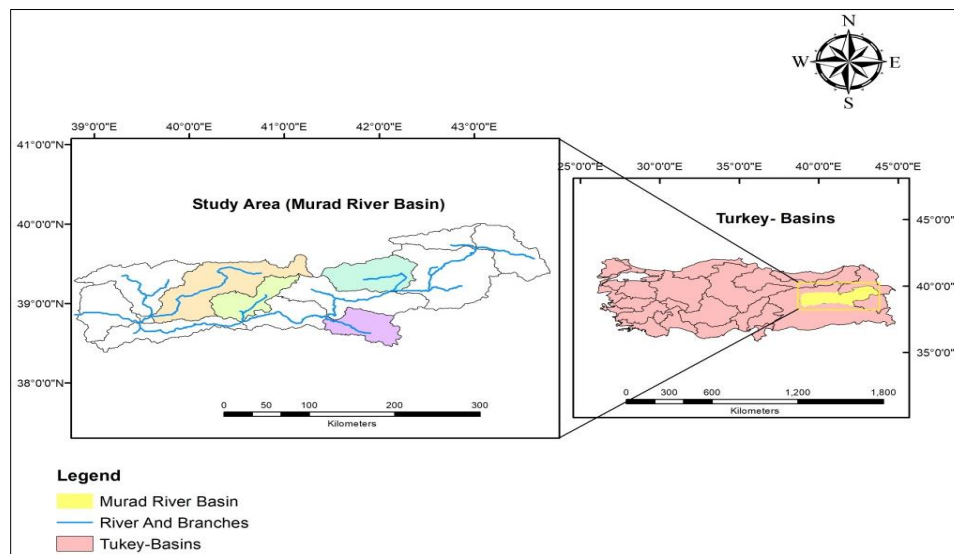 N
W E
S
39°0'0"E 40°0'0"E 41°0'0"E 42°0'0"E 43°0'0"E
41°0'0"N
40°0'0"N
39°0'0"N
38°0'0"N
Study Area (Murad River Basin)
0 50 100 200 300
Kilometers
25°0'0"E 30°0'0"E 35°0'0"E 40°0'0"E 45°0'0"E
Turkey- Basins
45°0'0"N
40°0'0"N
35°0'0"N
0 300 600 1,200 1,800
Kilometers
Legend
Murad River Basin
River And Branches
Tukey-Basins